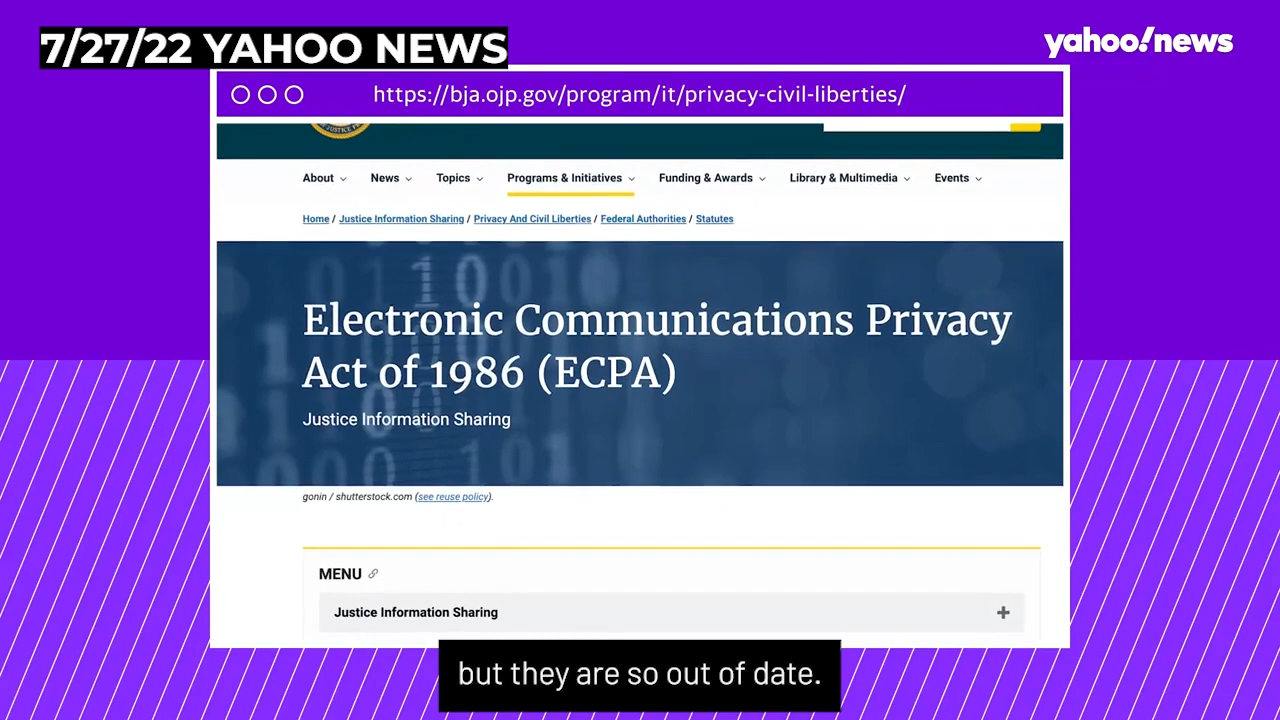 7/27/22 YAHOO NEWS
yahoo!news
https://bja.ojp.gov/program/it/privacy-civil-liberties/
About
News
Topics
Programs & Initiatives
Funding & Awards
Library & Multimedia
Events
Home / Justice Information Sharing / Privacy And Civil Liberties / Federal Authorities / Statutes
Electronic Communications Privacy
Act of 1986 (ECPA)
Justice Information Sharing
gonin / shutterstock.com (see reuse policy).
MENU
Justice Information Sharing
but they are so out of date.